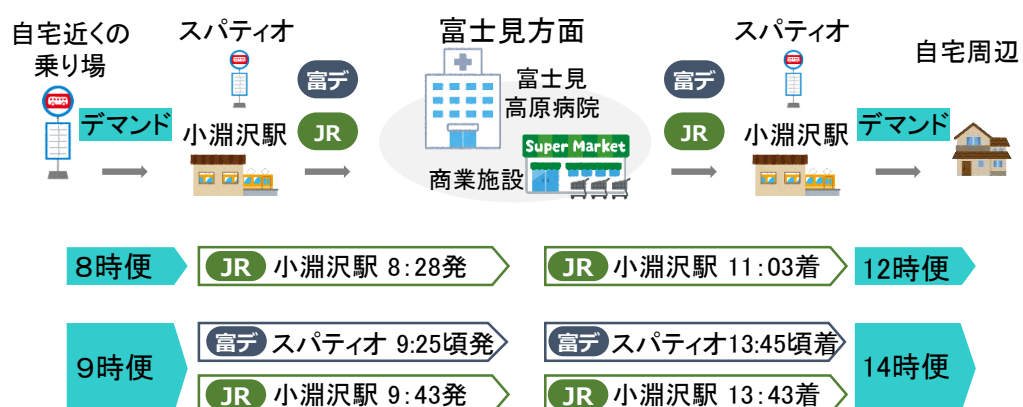 自宅近くの
乗り場
デマンド
スパティオ
小淵沢駅
富デ
JR
富士見方面
富士見
高原病院
Super Market
商業施設
富デ
JR
スパティオ
小淵沢駅
デマンド
自宅周辺
8時便
JR 小淵沢駅 8:28発
JR 小淵沢駅 11:03着
12時便
9時便
富デ スパティオ 9:25頃発
富デ スパティオ13:45頃着
JR 小淵沢駅 9:43発
JR 小淵沢駅 13:43着
14時便